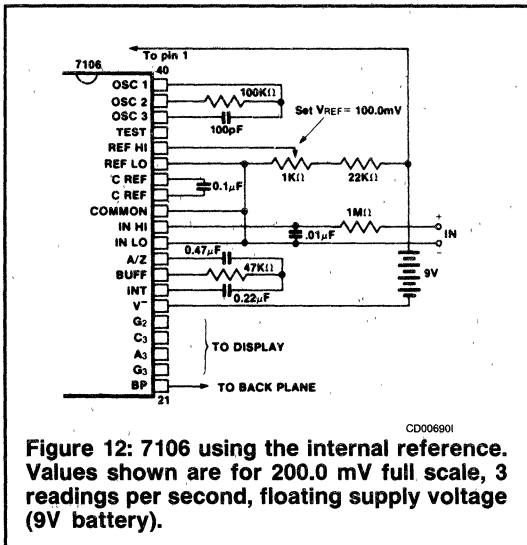 To pin 1
7106
40
OSC 1
OSC 2
OSC 3
TEST
REF HI
REF LO
C REF
C REF
COMMON
IN HI
IN LO
A/Z
BUFF
INT
V⁻
G₂
C₃
A₃
G₃
BP
21
100KΩ
100pF
Set VREF = 100.0mV
1KΩ
22KΩ
0.1μF
1MΩ
.01μF
+
IN
−
0.47μF
47KΩ
0.22μF
9V
TO DISPLAY
TO BACK PLANE
CD00690I
Figure 12: 7106 using the internal reference.
Values shown are for 200.0 mV full scale, 3
readings per second, floating supply voltage
(9V battery).